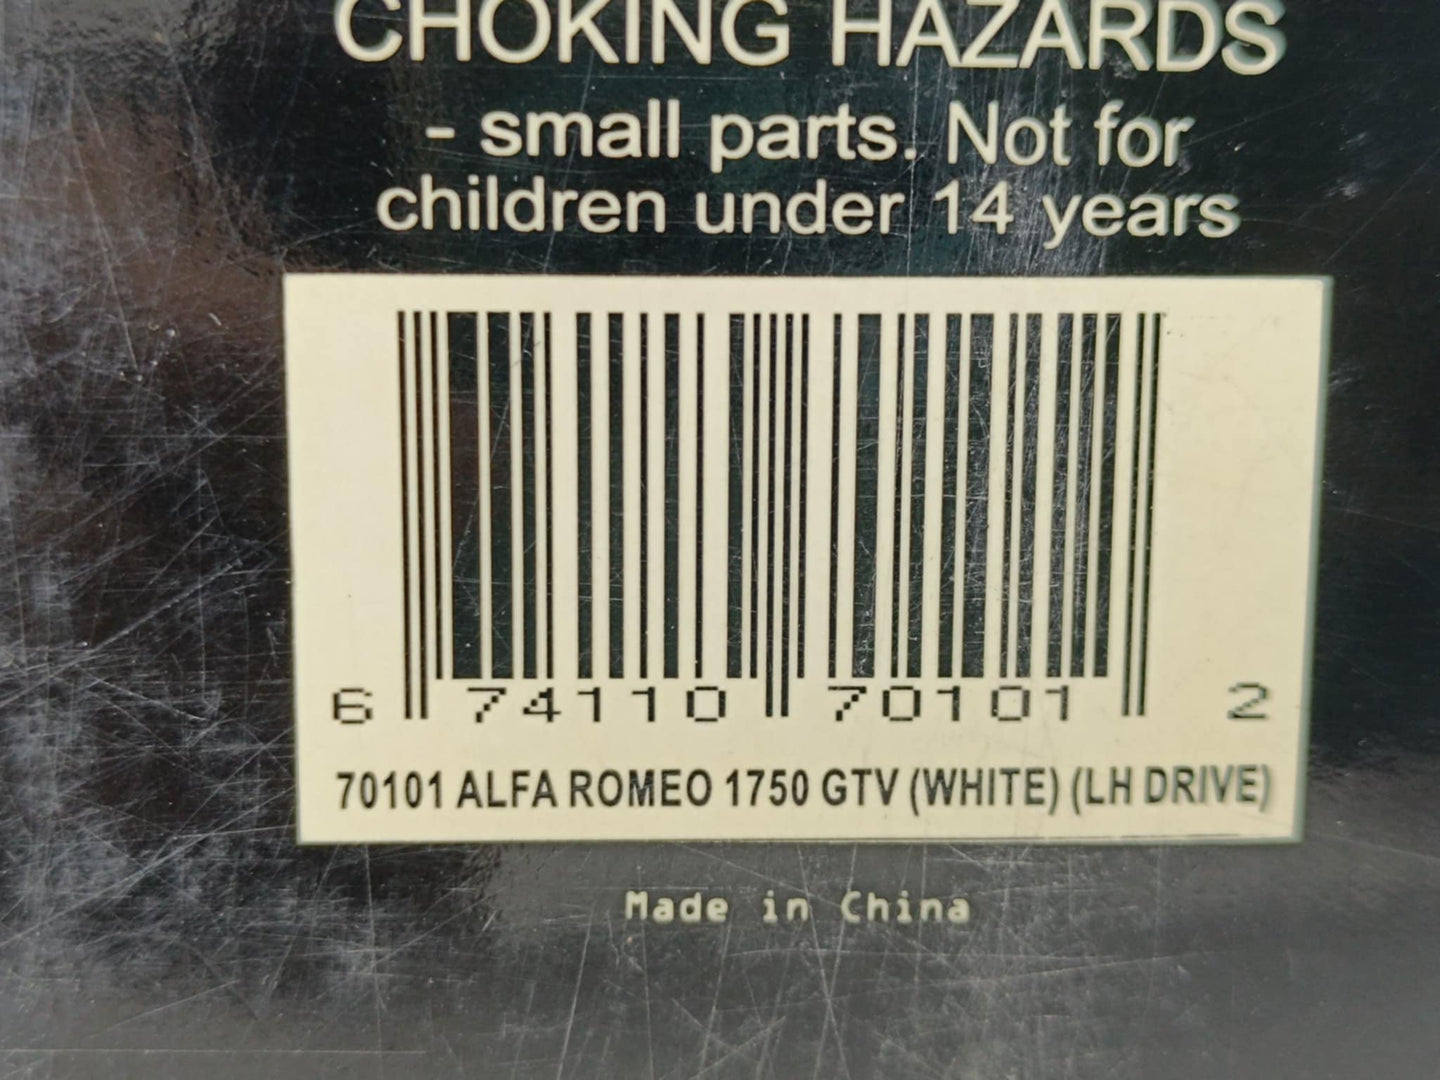 CHOKING HAZARDS
- small parts. Not for
children under 14 years
6 74110 70101 2
70101 ALFA ROMEO 1750 GTV (WHITE) (LH DRIVE)
Made in China